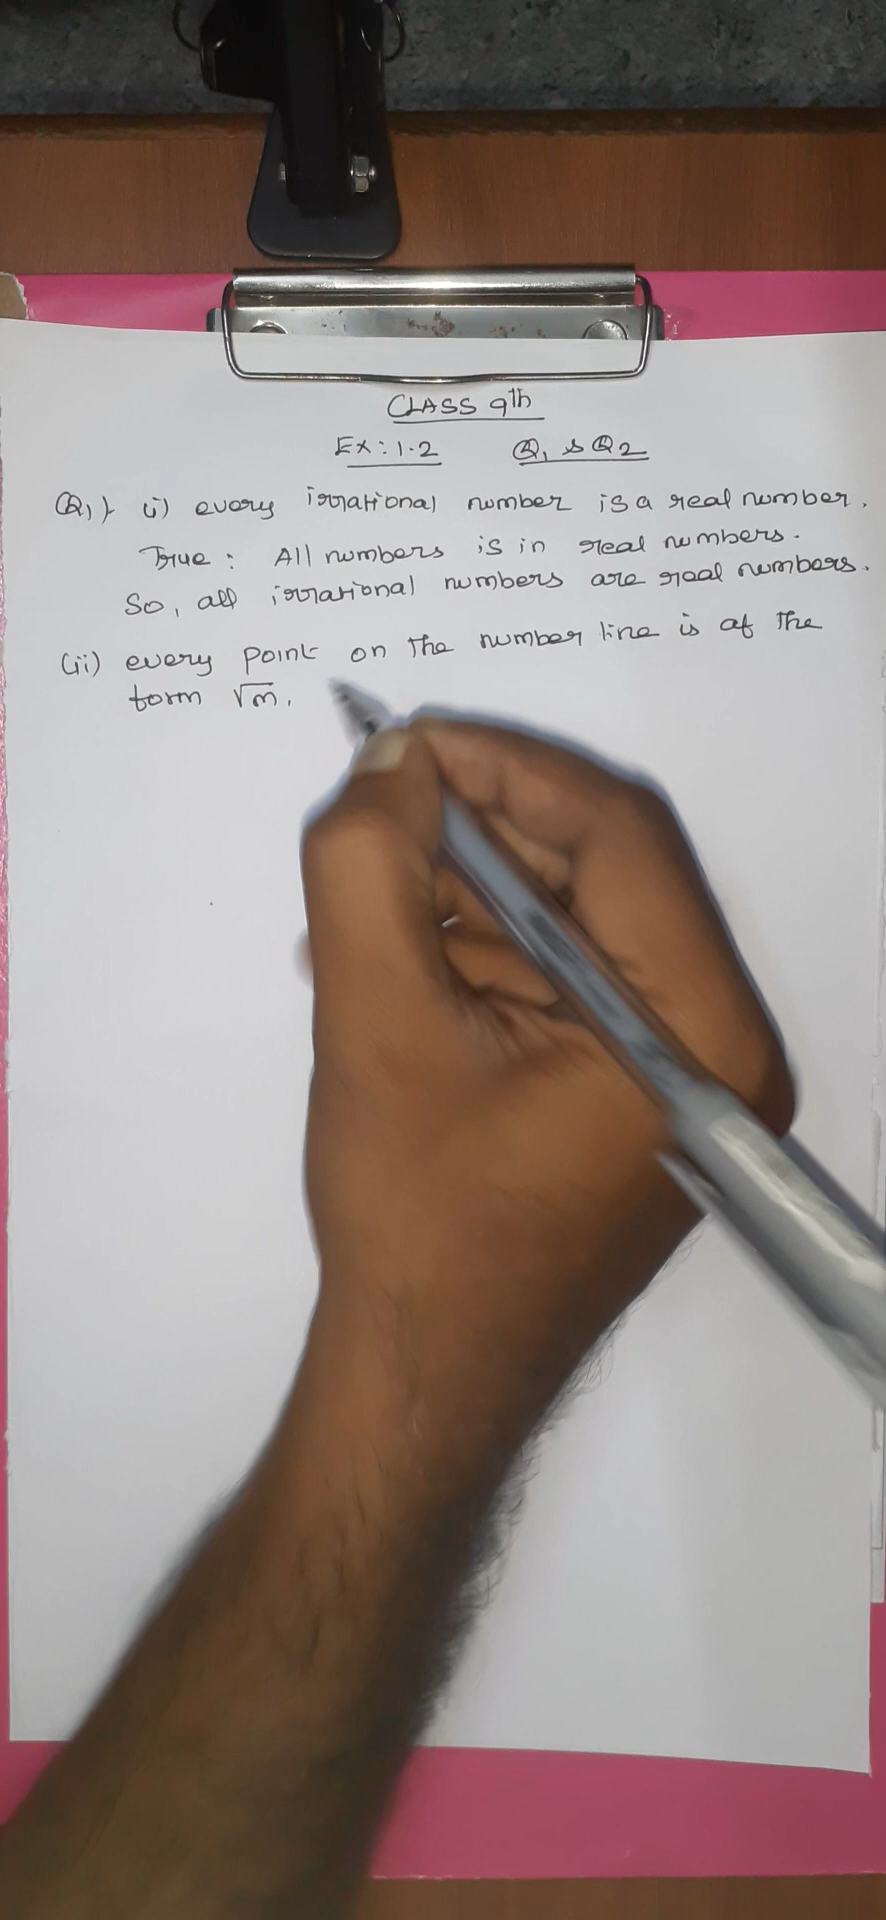 CLASS 9th
Ex: 1.2 Q1 & Q2
Q1) (i) every irrational number is a real number.
True: All numbers is in real numbers.
So, all irrational numbers are real numbers.
(ii) every point on the number line is of the
form √m.